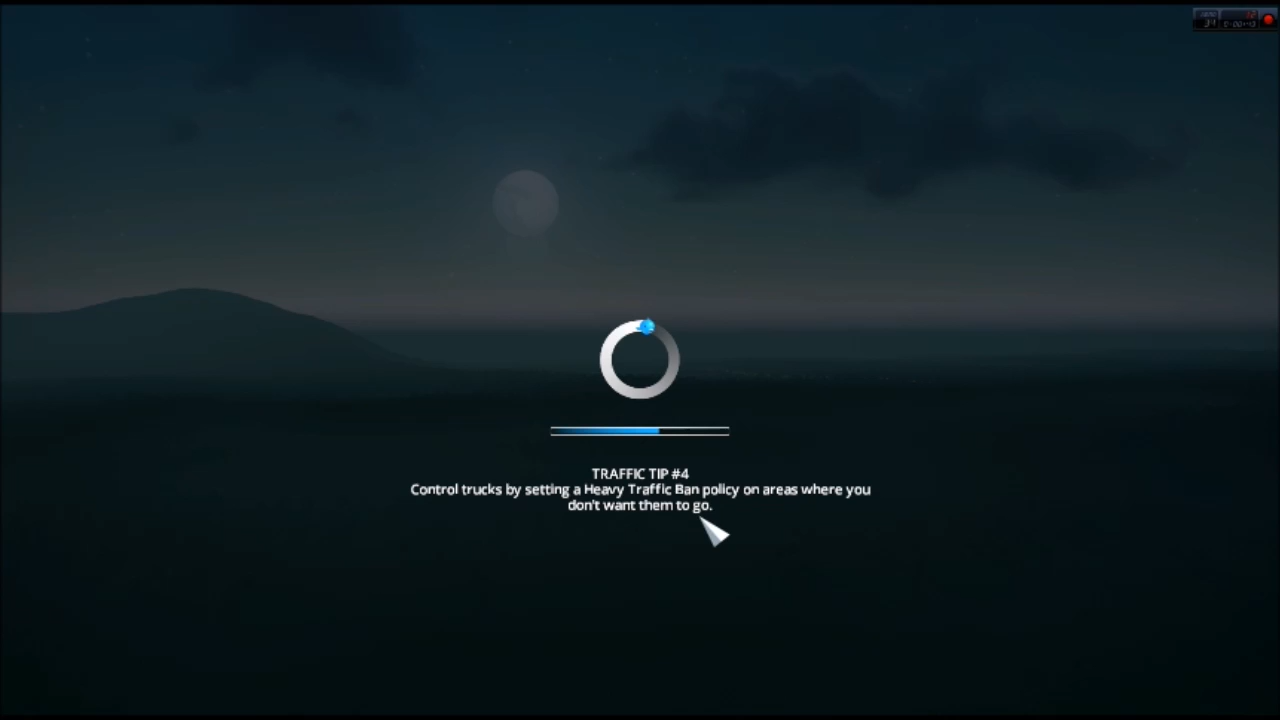 TRAFFIC TIP #4
Control trucks by setting a Heavy Traffic Ban policy on areas where you
don't want them to go.